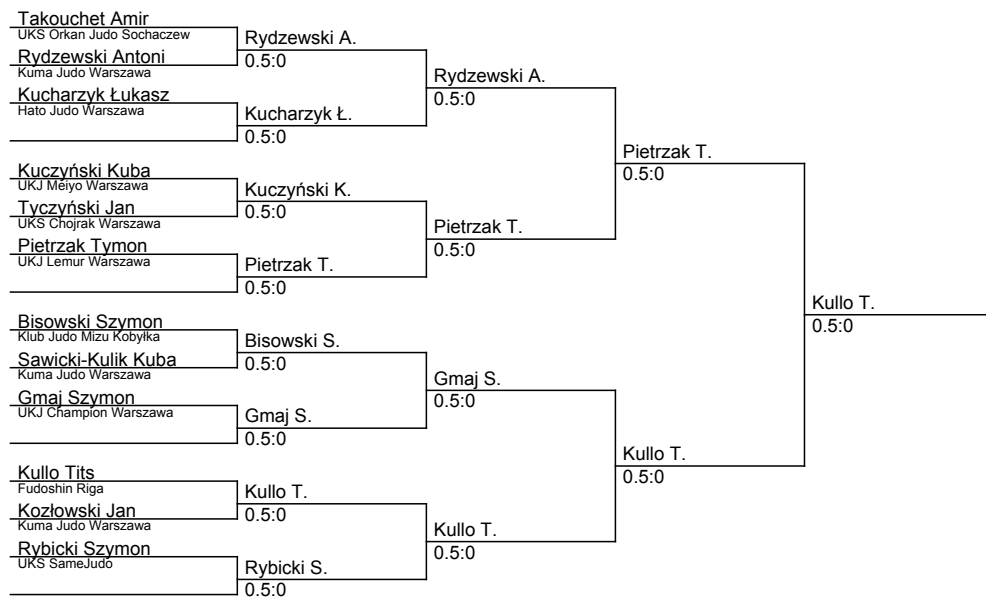 Takouchet Amir
UKS Orkan Judo Sochaczew
Rydzewski A.
0.5:0
Rydzewski Antoni
Kuma Judo Warszawa
Rydzewski A.
0.5:0
Kucharzyk Łukasz
Hato Judo Warszawa
Kucharzyk Ł.
0.5:0
Pietrzak T.
0.5:0
Kuczyński Kuba
UKJ Meiyo Warszawa
Kuczyński K.
0.5:0
Tyczyński Jan
UKS Chojrak Warszawa
Pietrzak T.
0.5:0
Pietrzak Tymon
UKJ Lemur Warszawa
Pietrzak T.
0.5:0
Kullo T.
0.5:0
Bisowski Szymon
Klub Judo Mizu Kobyłka
Bisowski S.
0.5:0
Sawicki-Kulik Kuba
Kuma Judo Warszawa
Gmaj S.
0.5:0
Gmaj Szymon
UKJ Champion Warszawa
Gmaj S.
0.5:0
Kullo T.
0.5:0
Kullo Tits
Fudoshin Riga
Kullo T.
0.5:0
Kozłowski Jan
Kuma Judo Warszawa
Kullo T.
0.5:0
Rybicki Szymon
UKS SameJudo
Rybicki S.
0.5:0